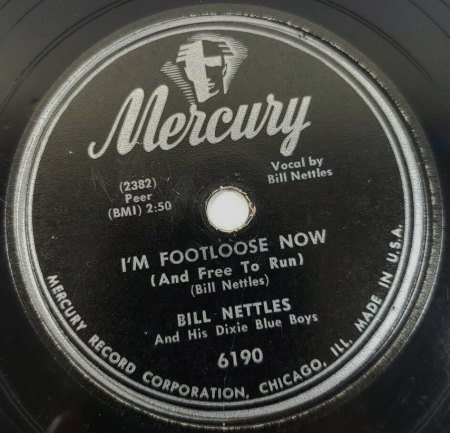 Mercury
(2382)
Peer
(BMI) 2:50
Vocal by
Bill Nettles
I'M FOOTLOOSE NOW
(And Free To Run)
(Bill Nettles)
BILL NETTLES
And His Dixie Blue Boys
6190
MERCURY RECORD CORPORATION, CHICAGO, ILL. MADE IN U.S.A.